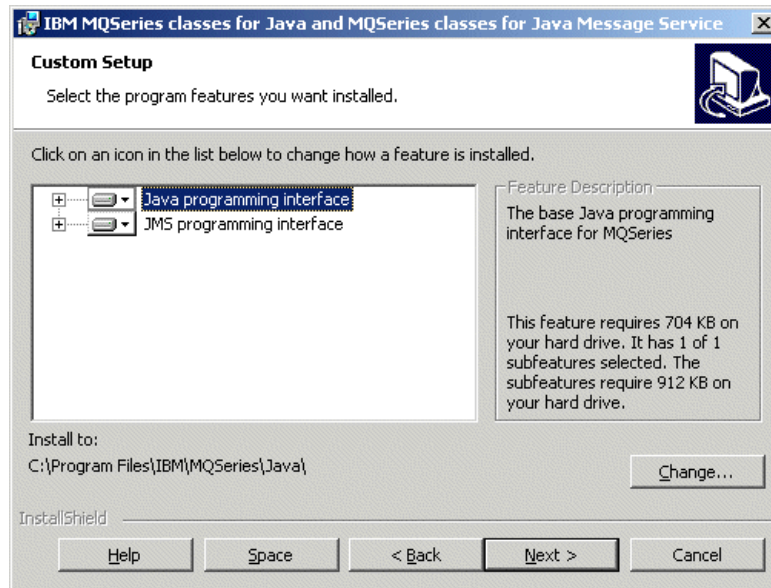 IBM MQSeries classes for Java and MQSeries classes for Java Message Service
Custom Setup
Select the program features you want installed.
Click on an icon in the list below to change how a feature is installed.
Java programming interface
JMS programming interface
Feature Description
The base Java programming
interface for MQSeries
This feature requires 704 KB on
your hard drive. It has 1 of 1
subfeatures selected. The
subfeatures require 912 KB on
your hard drive.
Install to:
C:\Program Files\IBM\MQSeries\Java\
Change...
InstallShield
Help
Space
< Back
Next >
Cancel